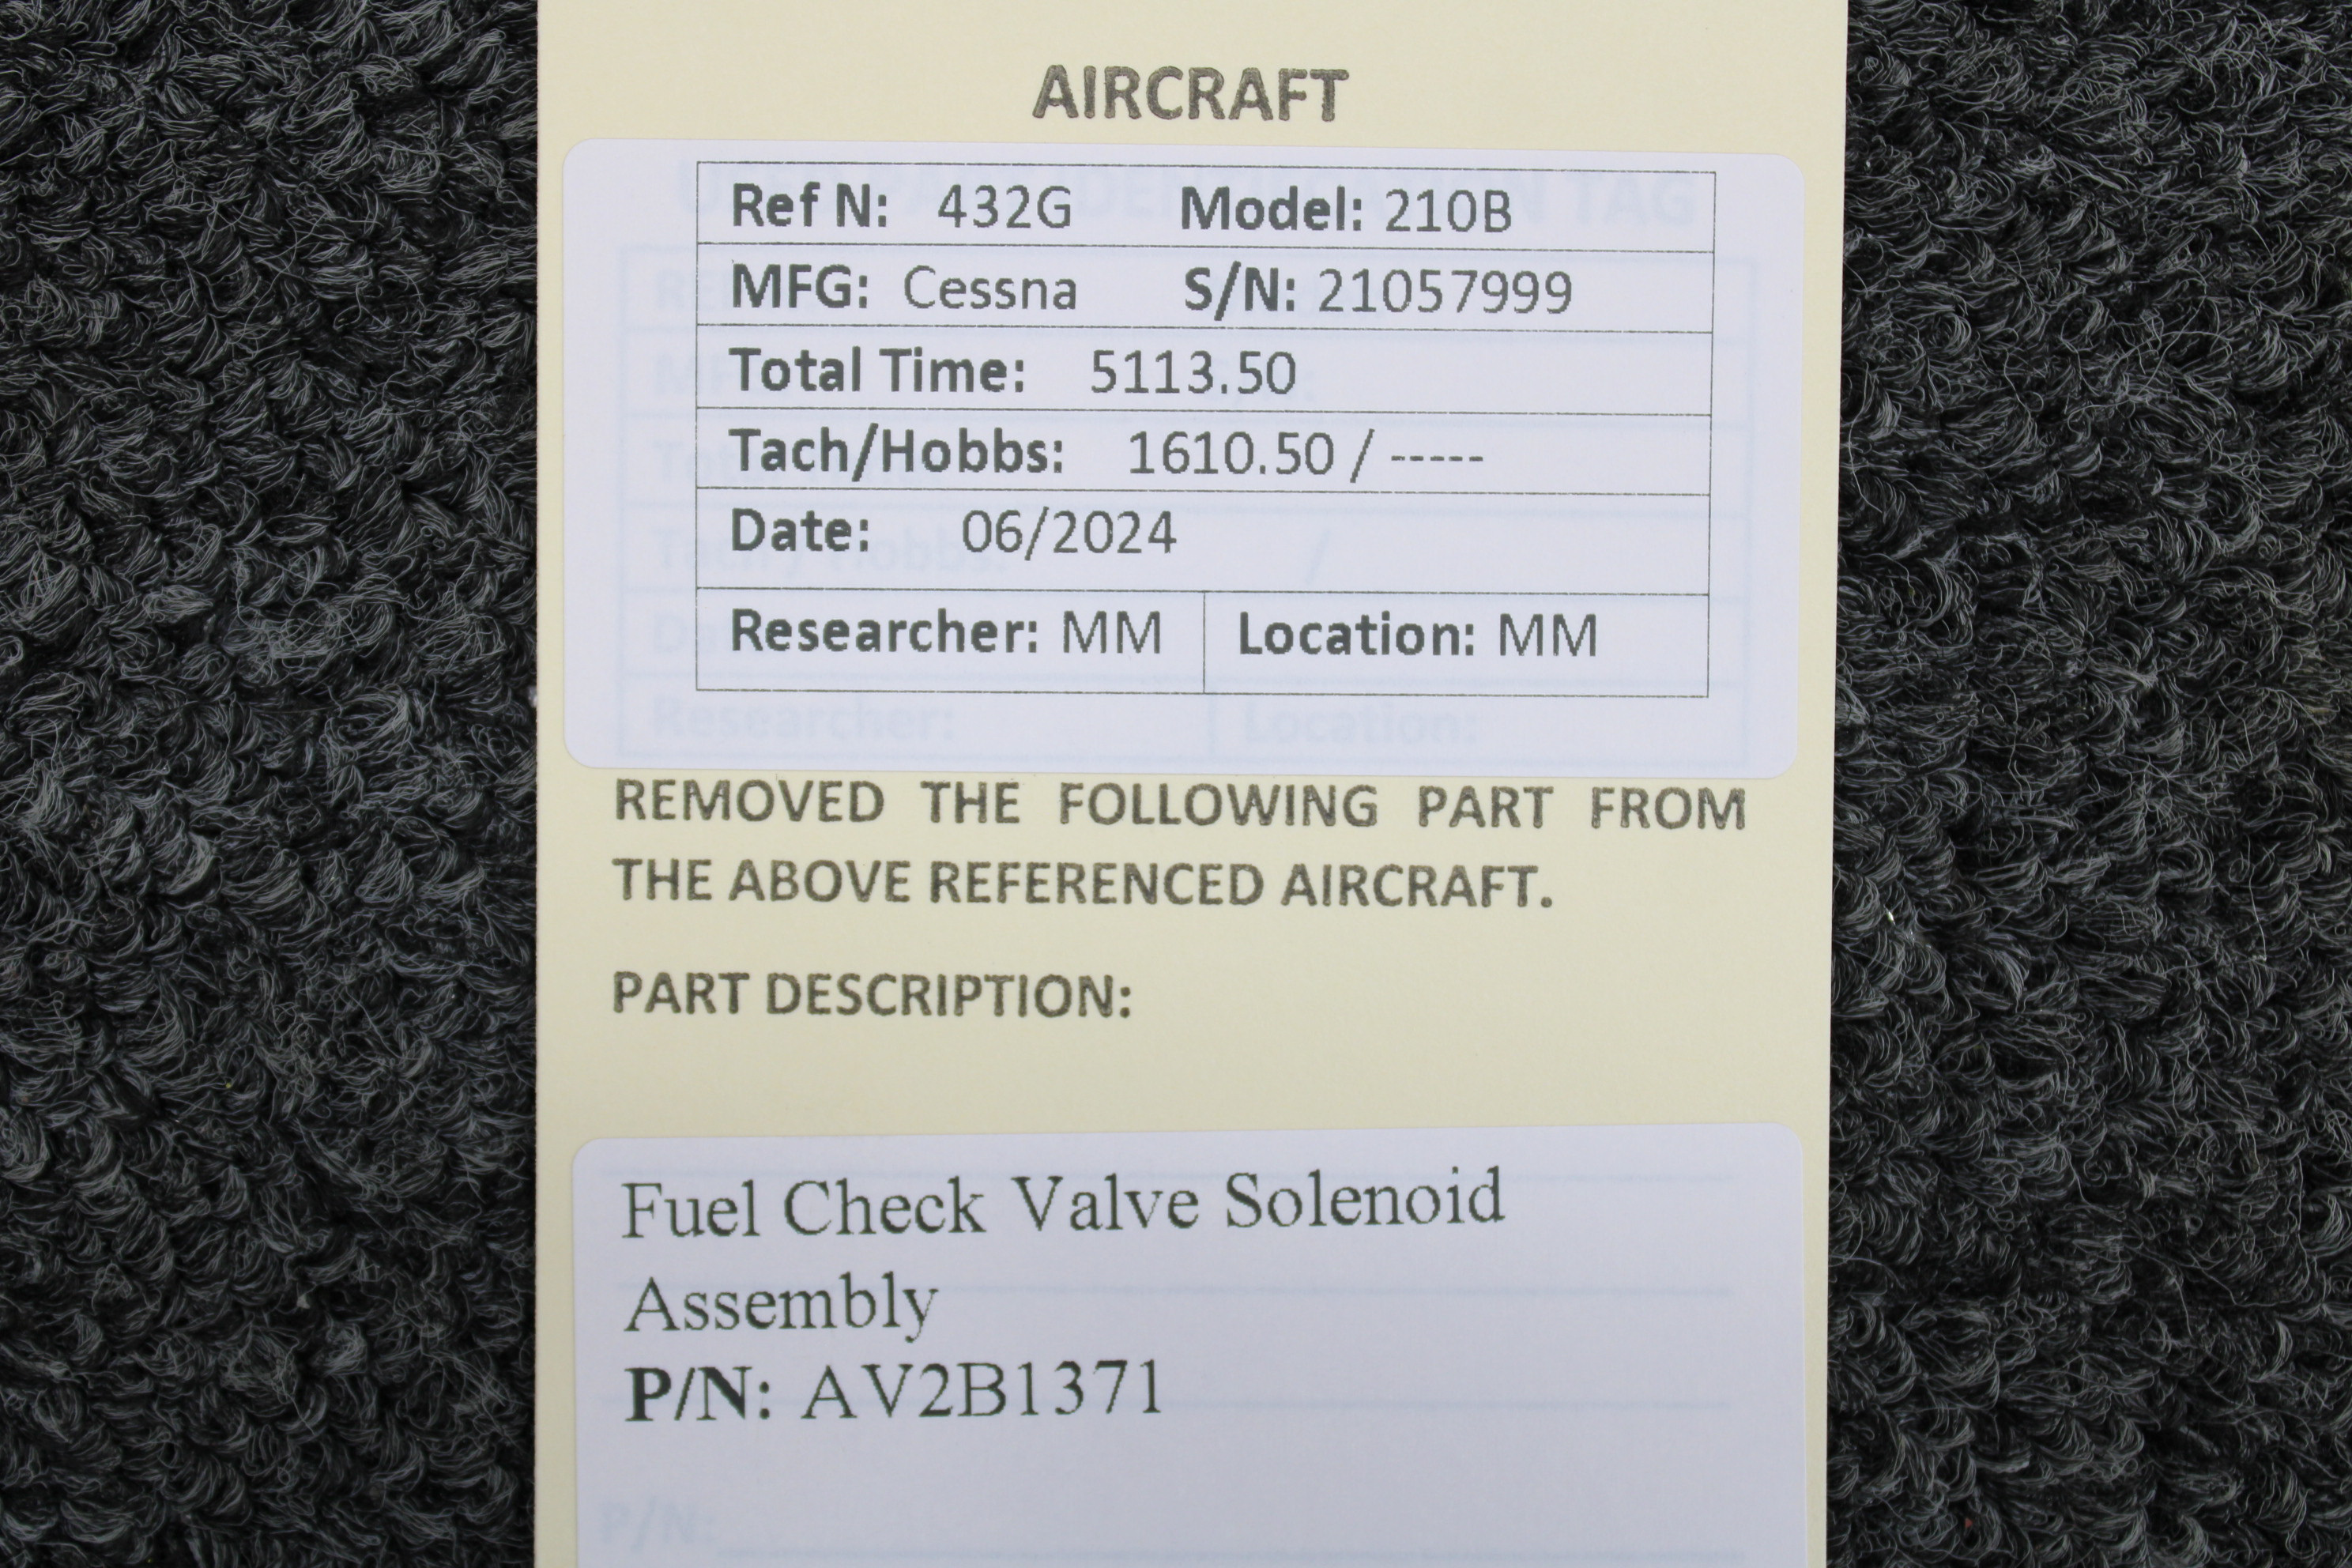 AIRCRAFT
Ref N: 432G Model: 210B
MFG: Cessna S/N: 21057999
Total Time: 5113.50
Tach/Hobbs: 1610.50 / -----
Date: 06/2024
Researcher: MM Location: MM
Researcher: Location:
REMOVED THE FOLLOWING PART FROM
THE ABOVE REFERENCED AIRCRAFT.
PART DESCRIPTION:
Fuel Check Valve Solenoid
Assembly
P/N: AV2B1371
P/N: